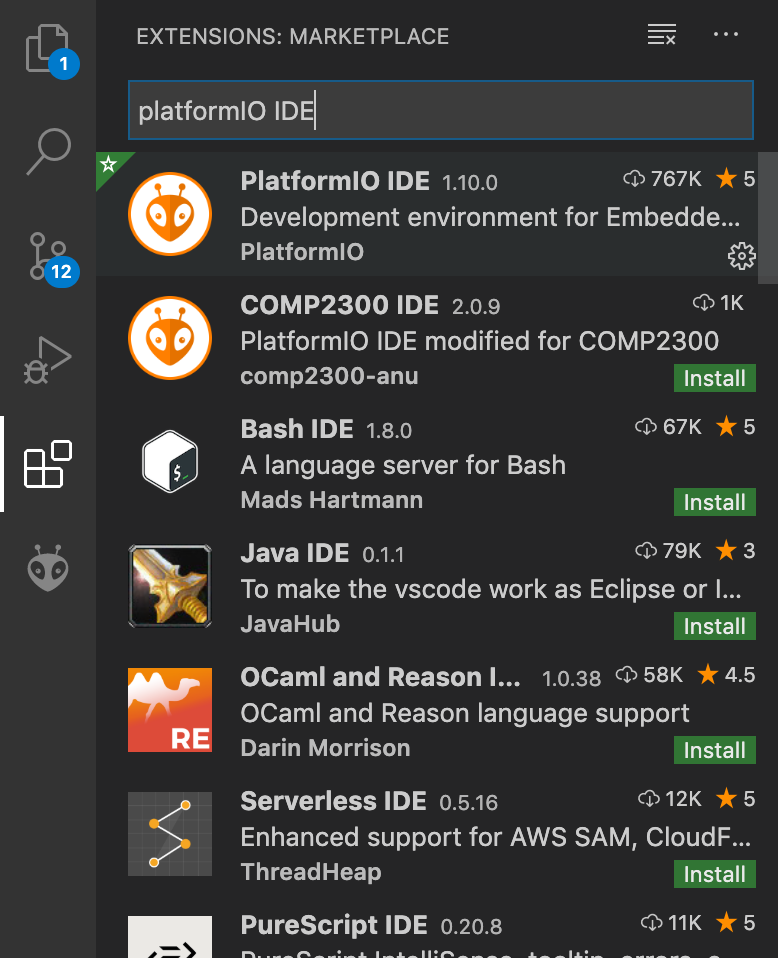 EXTENSIONS: MARKETPLACE
1
platformIO IDE
PlatformIO IDE 1.10.0 767K 5
Development environment for Embedde...
PlatformIO
12
COMP2300 IDE 2.0.9 1K
PlatformIO IDE modified for COMP2300
comp2300-anu Install
Bash IDE 1.8.0 67K 5
A language server for Bash
$_
Mads Hartmann Install
Java IDE 0.1.1 79K 3
To make the vscode work as Eclipse or I...
JavaHub Install
OCaml and Reason I... 1.0.38 58K 4.5
OCaml and Reason language support
RE
Darin Morrison Install
Serverless IDE 0.5.16 12K 5
Enhanced support for AWS SAM, CloudF...
ThreadHeap Install
PureScript IDE 0.20.8 11K 5